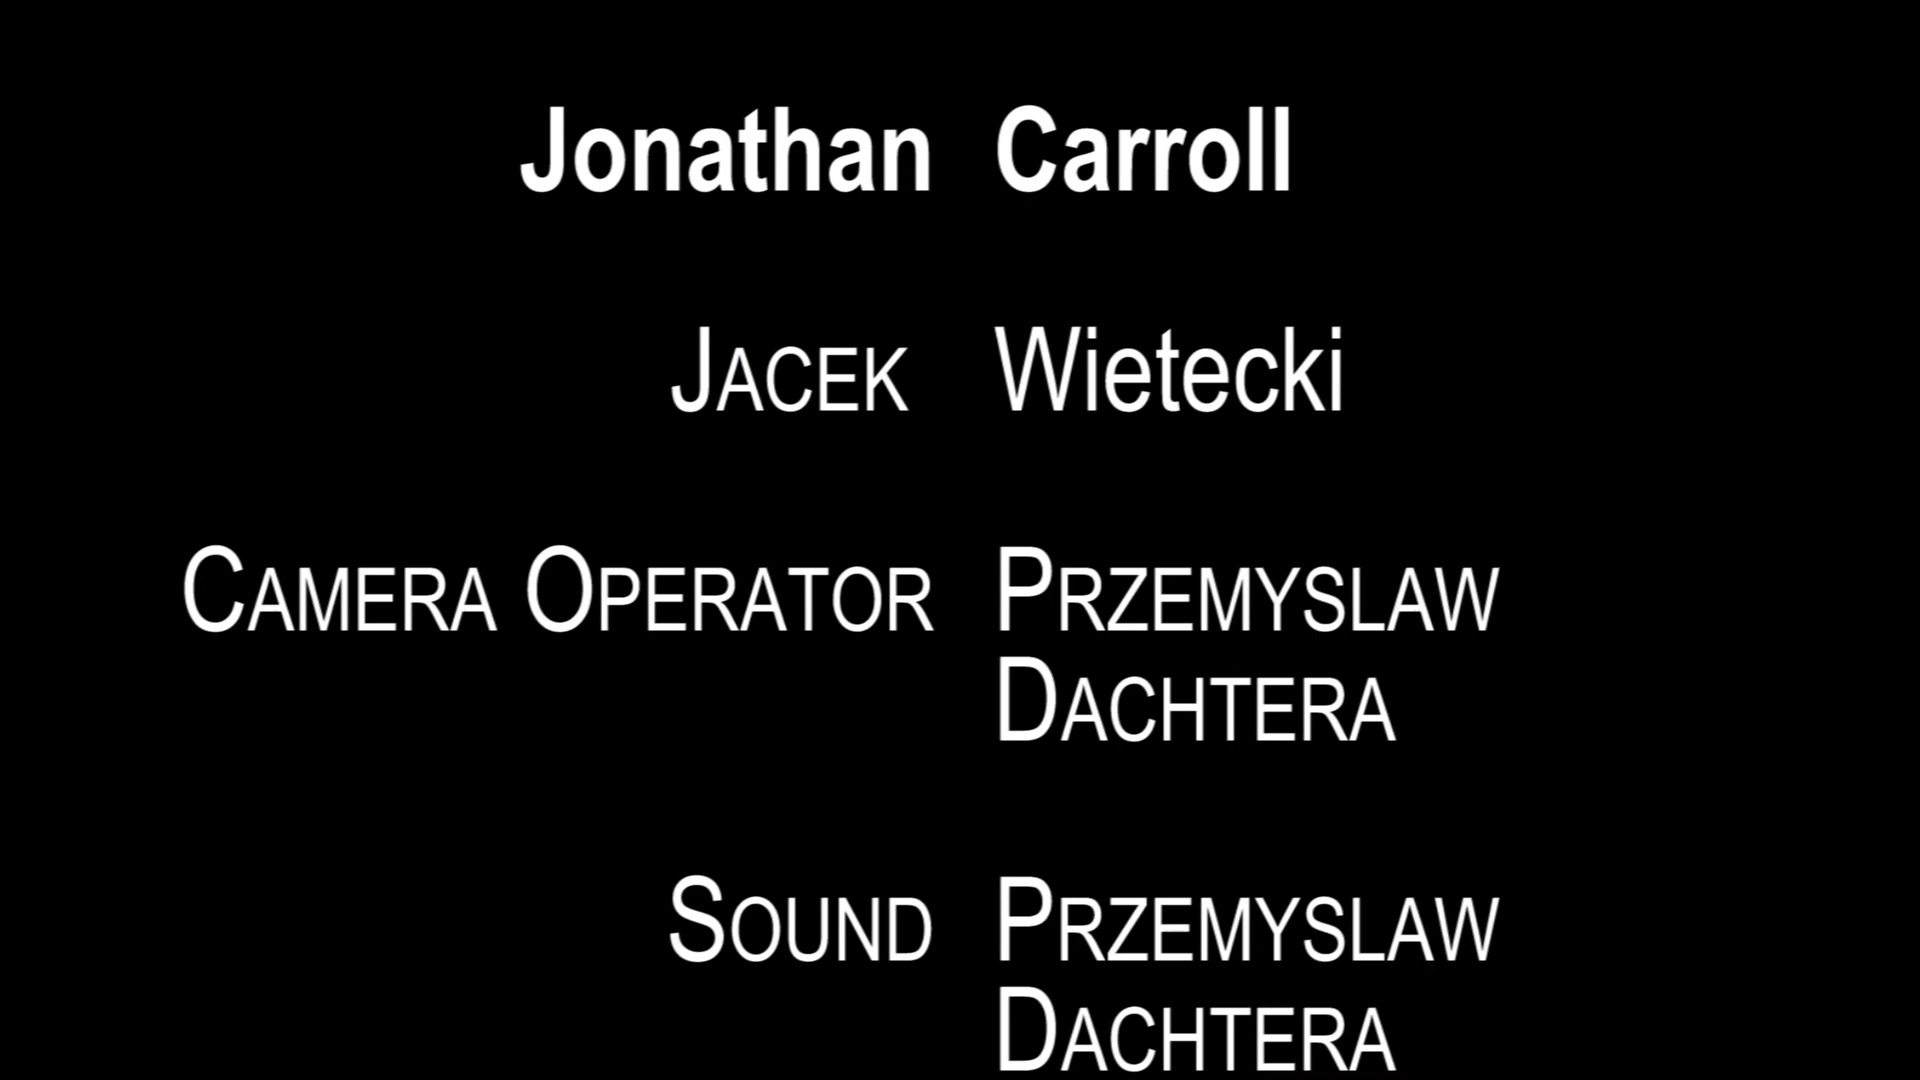 Jonathan Carroll
JACEK Wietecki
CAMERA OPERATOR PRZEMYSLAW
DACHTERA
SOUND PRZEMYSLAW
DACHTERA